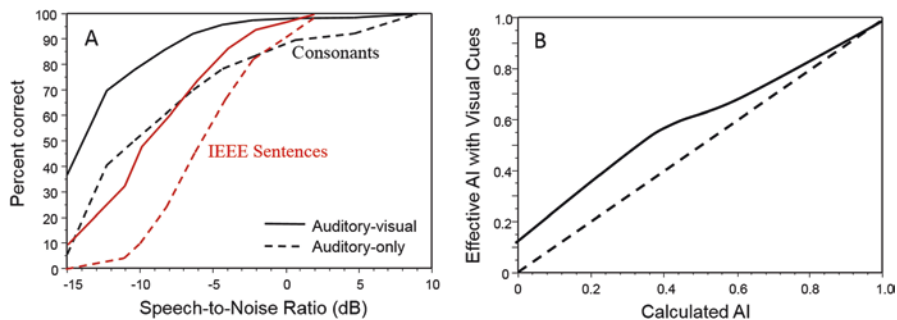 A
Percent correct
100
90
80
70
60
50
40
30
20
10
0
Consonants
IEEE Sentences
Auditory-visual
Auditory-only
-15
-10
-5
0
5
10
Speech-to-Noise Ratio (dB)
B
Effective AI with Visual Cues
1.0
0.8
0.6
0.4
0.2
0
0
0.2
0.4
0.6
0.8
1.0
Calculated AI